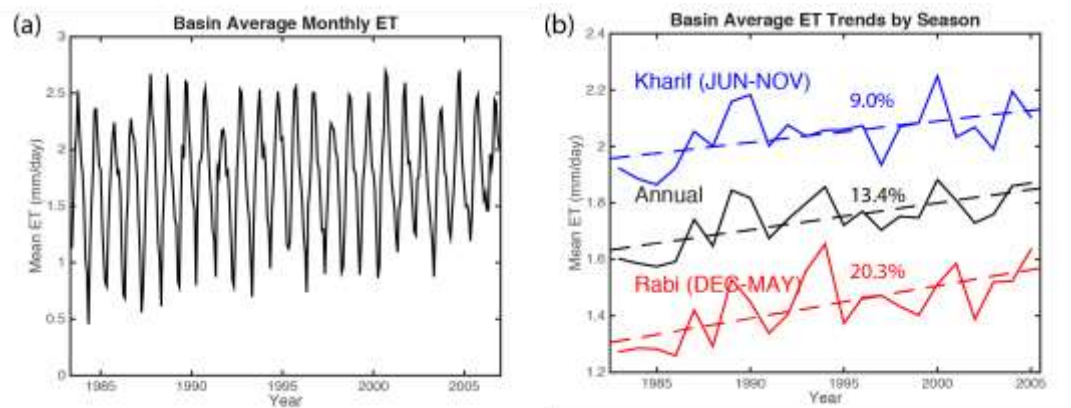 (a)
Basin Average Monthly ET
3
2.5
2
1.5
1
0.5
0
Mean ET (mm/day)
1985 1990 1995 2000 2005
Year
(b)
Basin Average ET Trends by Season
2.4
2.2
2
1.8
1.6
1.4
1.2
Mean ET (mm/day)
Kharif (JUN-NOV)
9.0%
Annual
13.4%
Rabi (DEC-MAY)
20.3%
1985 1990 1995 2000 2005
Year